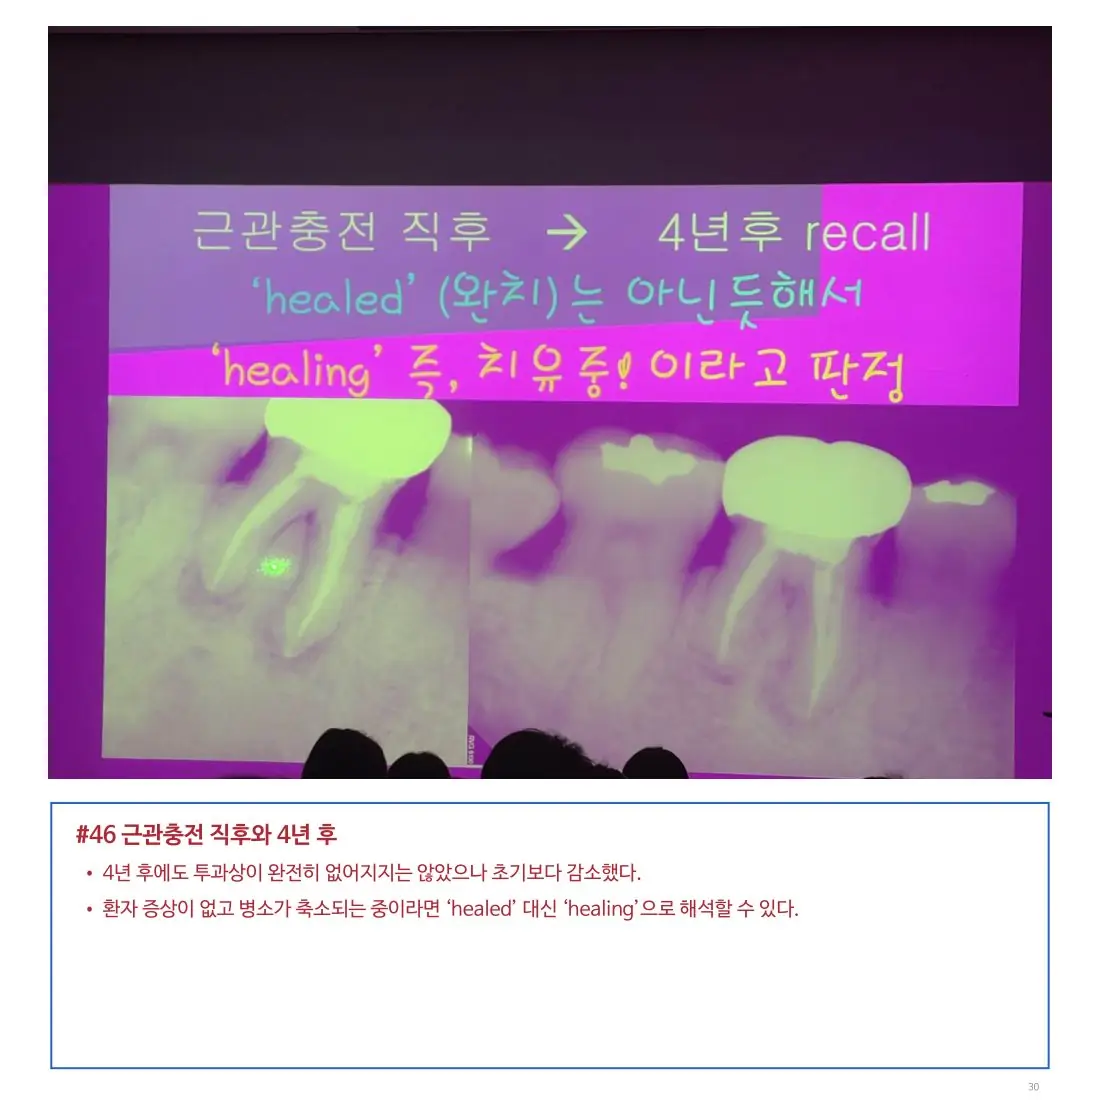 근관충전 직후 → 4년후 recall
‘healed’ (완치)는 아닌듯해서
‘healing’ 즉, 치유중! 이라고 판정
#46 근관충전 직후와 4년 후
• 4년 후에도 투과상이 완전히 없어지지는 않았으나 초기보다 감소했다.
• 환자 증상이 없고 병소가 축소되는 중이라면 ‘healed’ 대신 ‘healing’으로 해석할 수 있다.
30